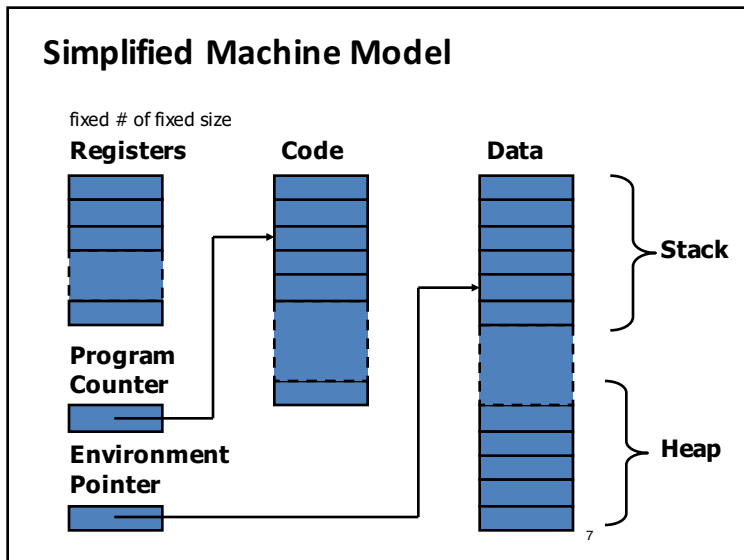 Simplified Machine Model
fixed # of fixed size
Registers
Code
Data
Stack
Program
Counter
Environment
Pointer
Heap
7